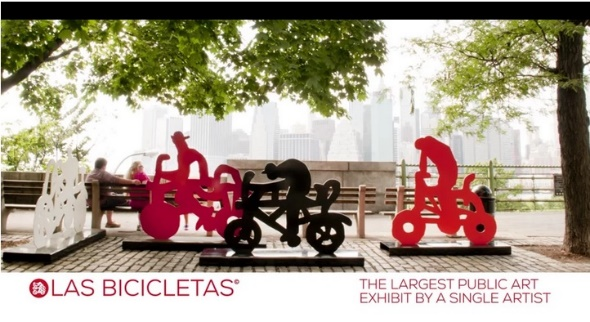 LAS BICICLETAS®
THE LARGEST PUBLIC ART
EXHIBIT BY A SINGLE ARTIST